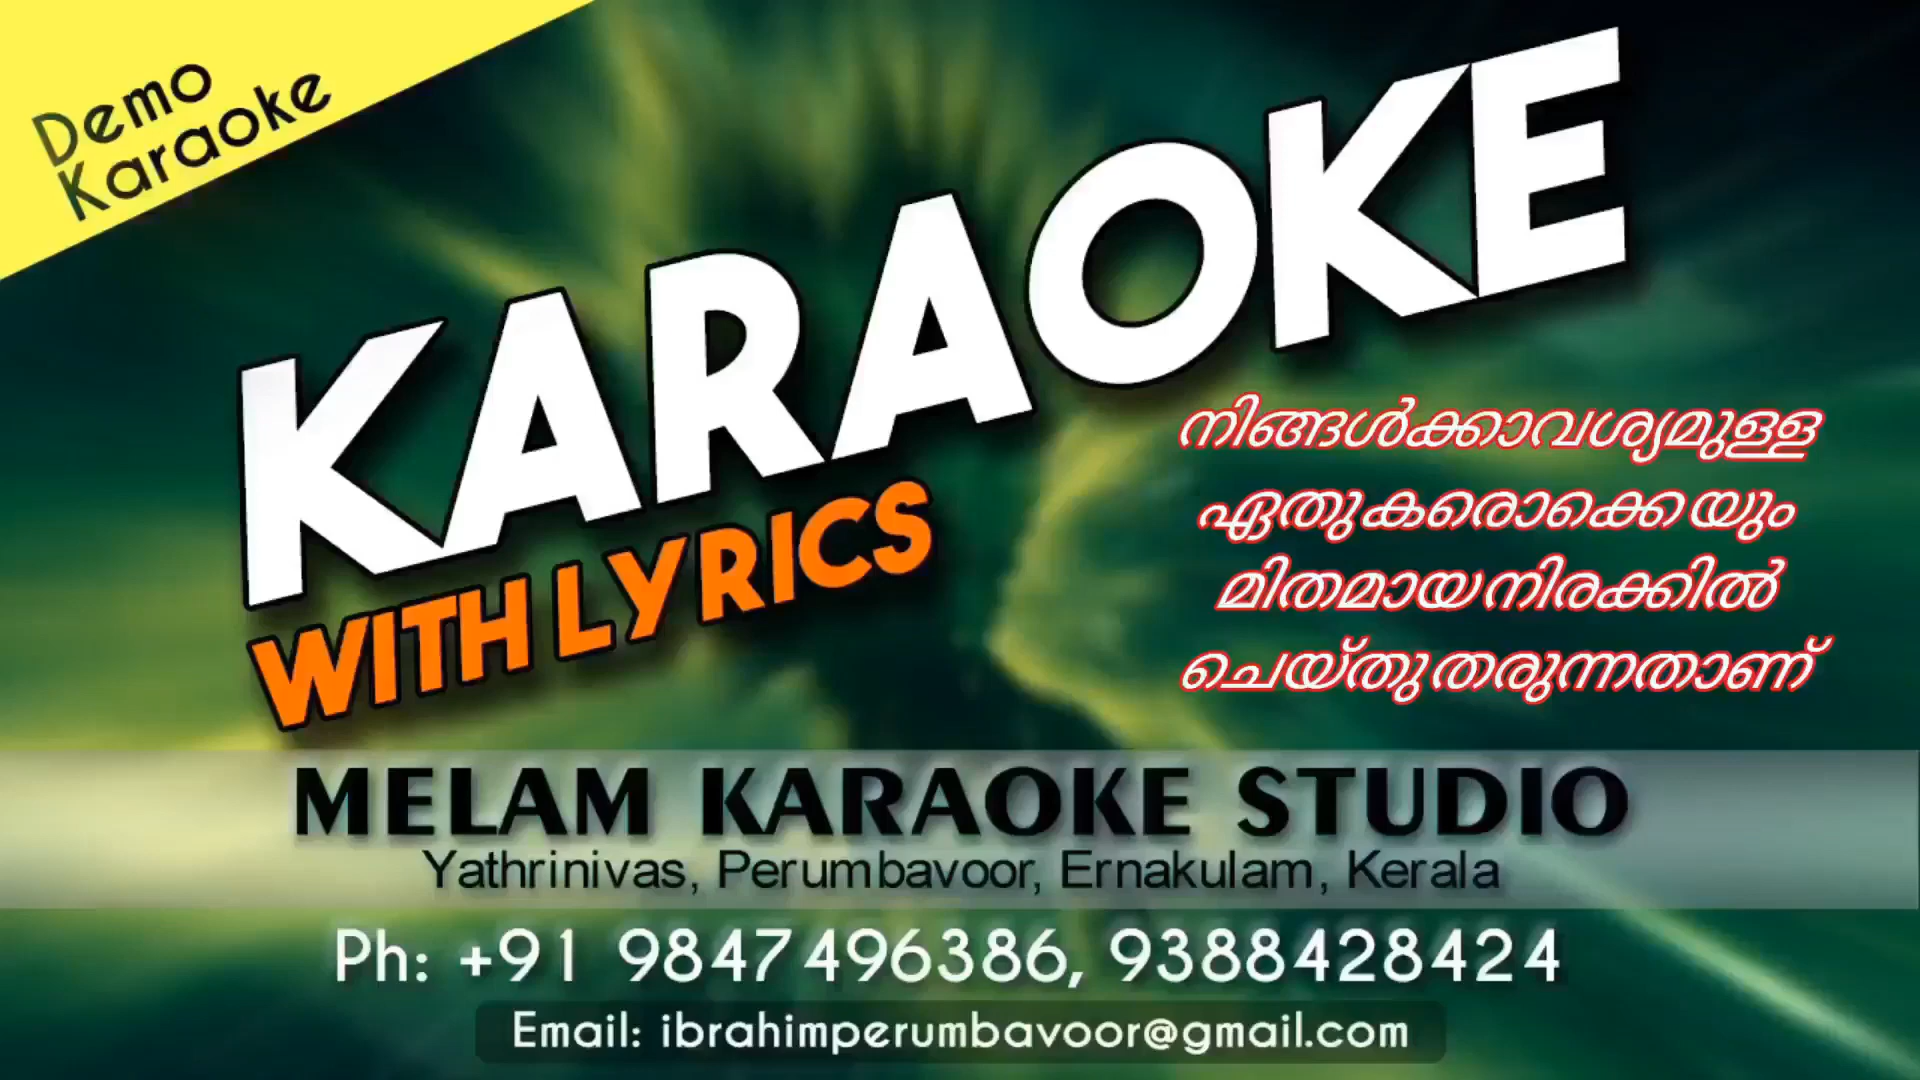 Demo
Karaoke
KARAOKE
WITH LYRICS
നിങ്ങൾക്കാവശ്യമുള്ള
ഏതുകരൊക്കെയും
മിതമായനിരക്കിൽ
ചെയ്തുതരുന്നതാണ്
MELAM KARAOKE STUDIO
Yathrinivas, Perumbavoor, Ernakulam, Kerala
Ph: +91 9847496386, 9388428424
Email: ibrahimperumbavoor@gmail.com